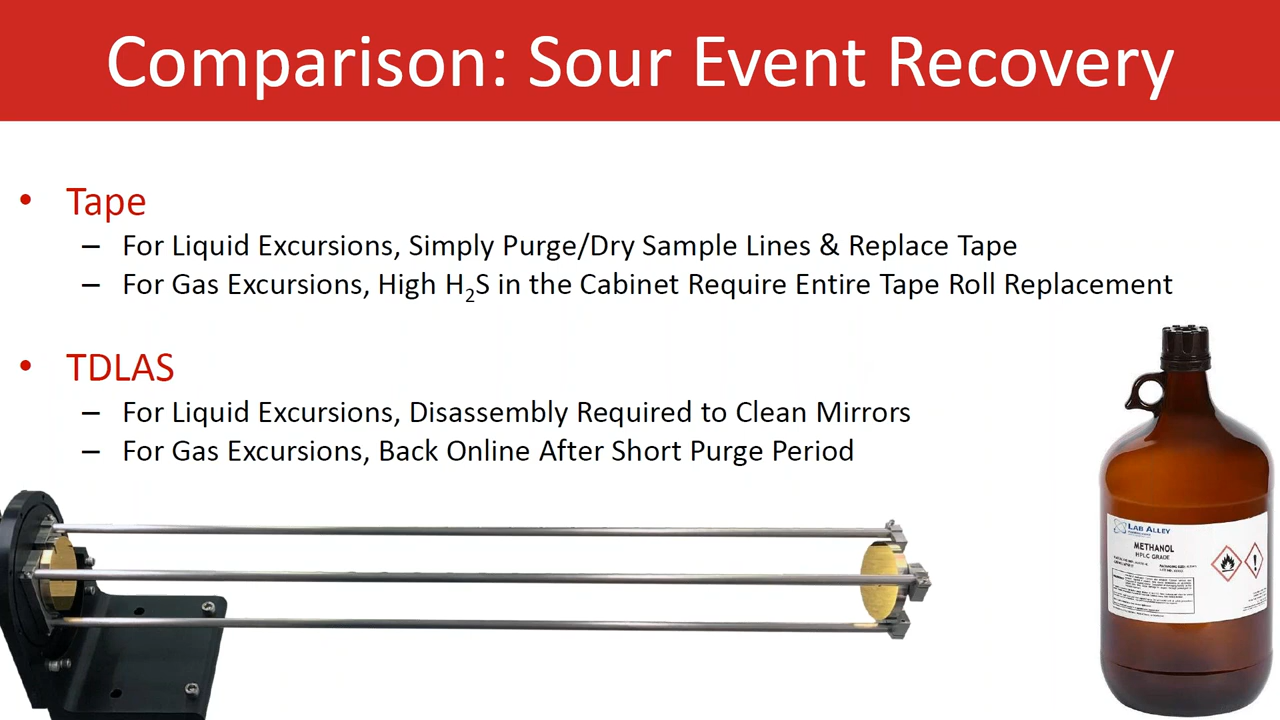 Comparison: Sour Event Recovery
• Tape
– For Liquid Excursions, Simply Purge/Dry Sample Lines & Replace Tape
– For Gas Excursions, High H₂S in the Cabinet Require Entire Tape Roll Replacement
• TDLAS
– For Liquid Excursions, Disassembly Required to Clean Mirrors
– For Gas Excursions, Back Online After Short Purge Period
LAB ALLEY
METHANOL
HPLC GRADE